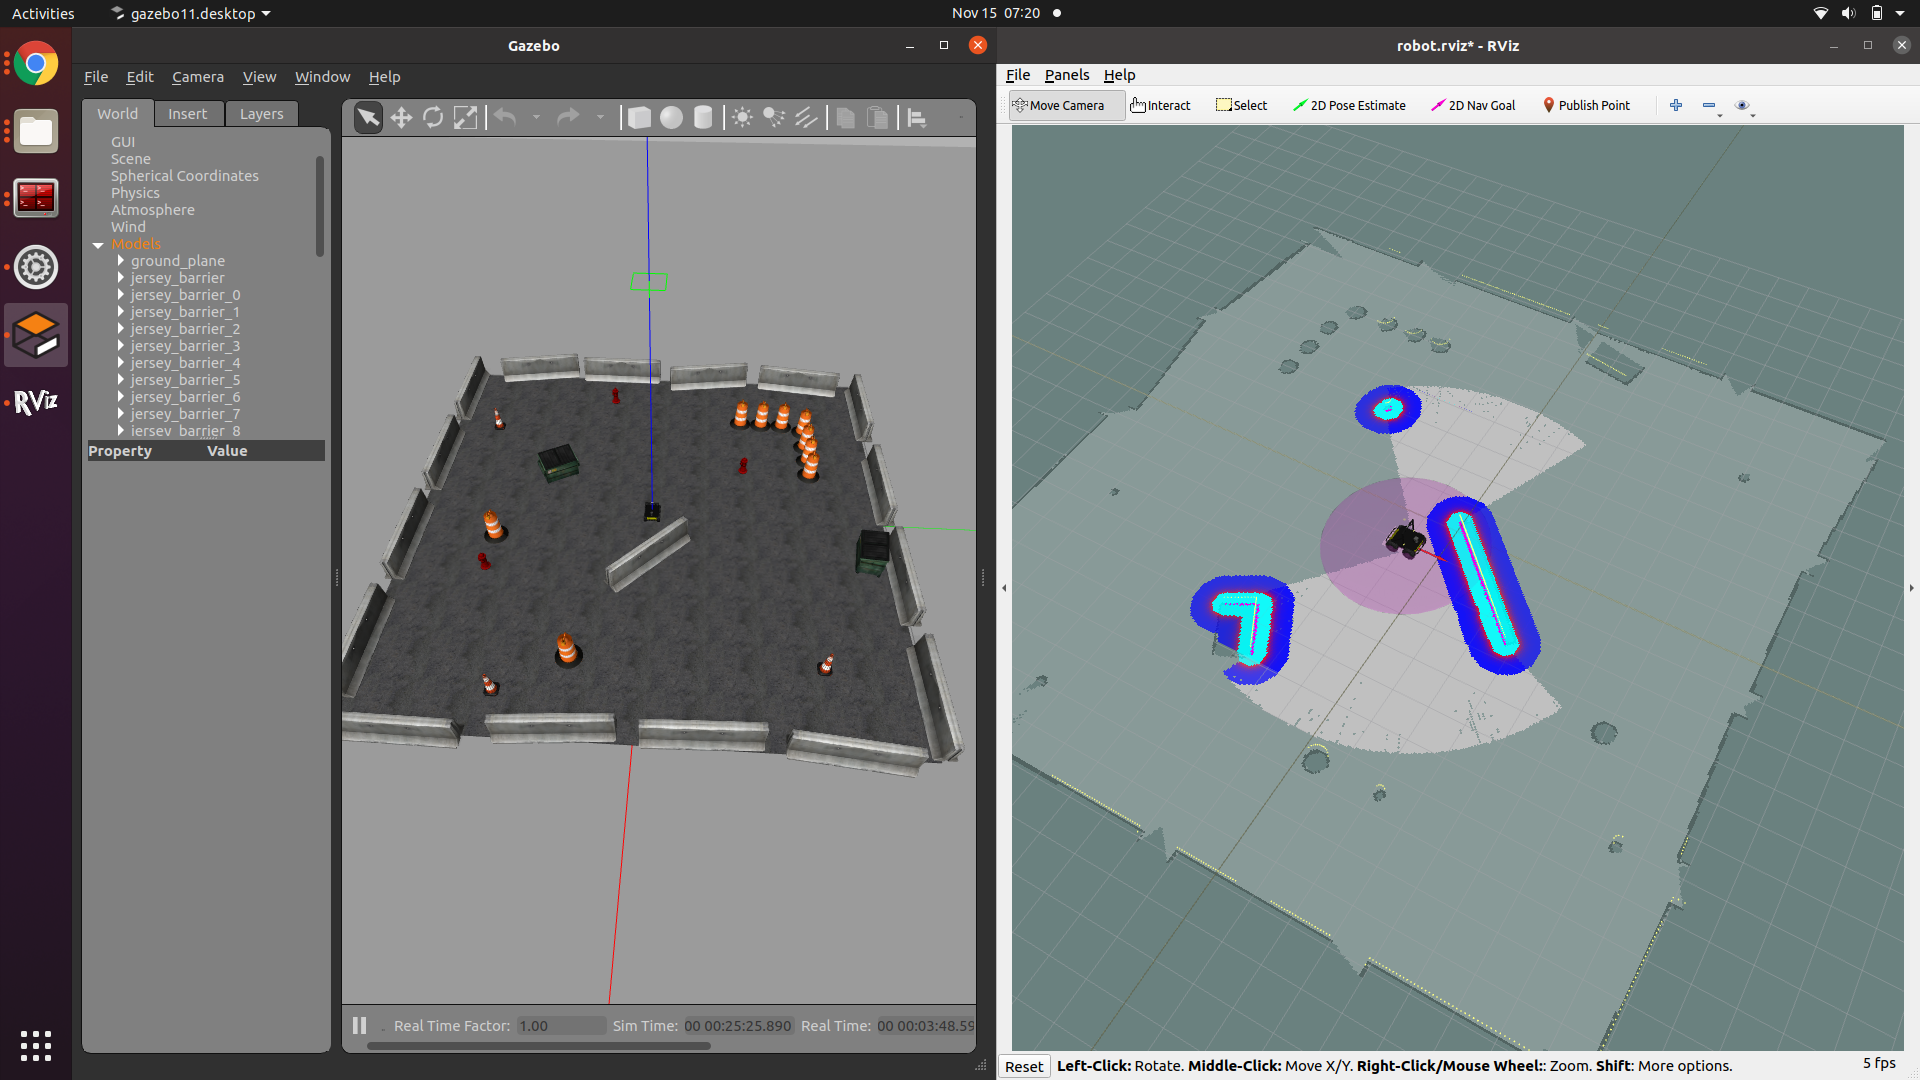 Activities gazebo11.desktop Nov 15 07:20
Gazebo
File Edit Camera View Window Help
World Insert Layers
GUI
Scene
Spherical Coordinates
Physics
Atmosphere
Wind
Models
ground_plane
jersey_barrier
jersey_barrier_0
jersey_barrier_1
jersey_barrier_2
jersey_barrier_3
jersey_barrier_4
jersey_barrier_5
jersey_barrier_6
jersey_barrier_7
jersey_barrier_8
Property Value
Real Time Factor: 1.00 Sim Time: 00 00:25:25.890 Real Time: 00 00:03:48.59
RViz
robot.rviz* - RViz
File Panels Help
Move Camera Interact Select 2D Pose Estimate 2D Nav Goal Publish Point
Reset Left-Click: Rotate. Middle-Click: Move X/Y. Right-Click/Mouse Wheel:: Zoom. Shift: More options. 5 fps